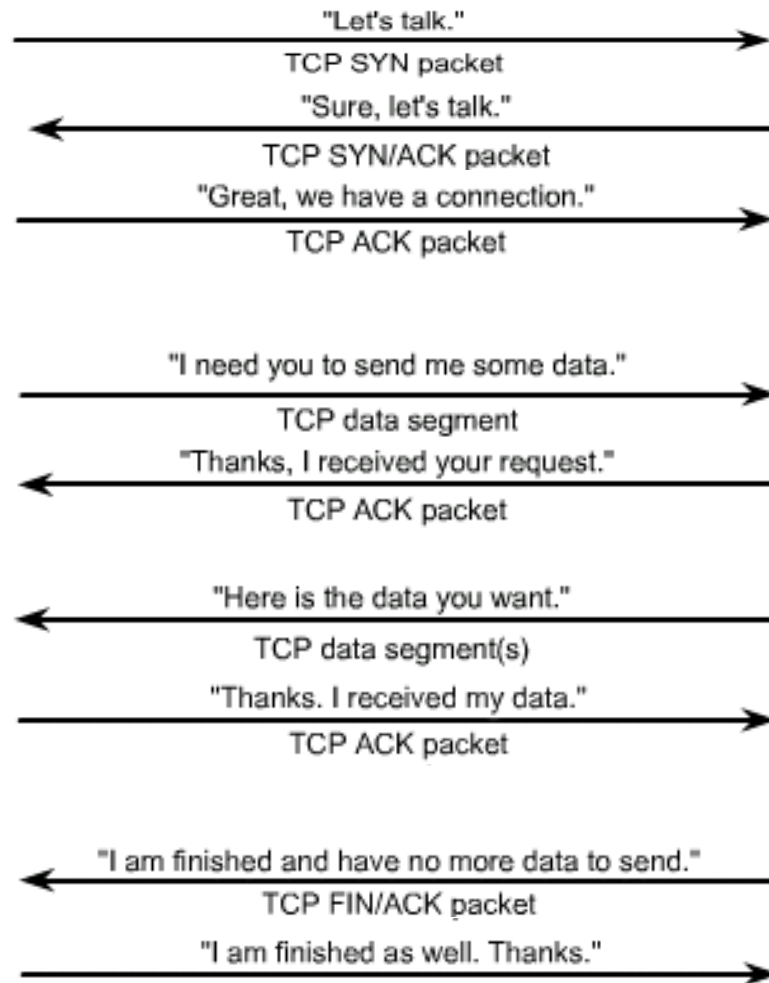 "Let's talk."
TCP SYN packet
"Sure, let's talk."
TCP SYN/ACK packet
"Great, we have a connection."
TCP ACK packet
"I need you to send me some data."
TCP data segment
"Thanks, I received your request."
TCP ACK packet
"Here is the data you want."
TCP data segment(s)
"Thanks. I received my data."
TCP ACK packet
"I am finished and have no more data to send."
TCP FIN/ACK packet
"I am finished as well. Thanks."